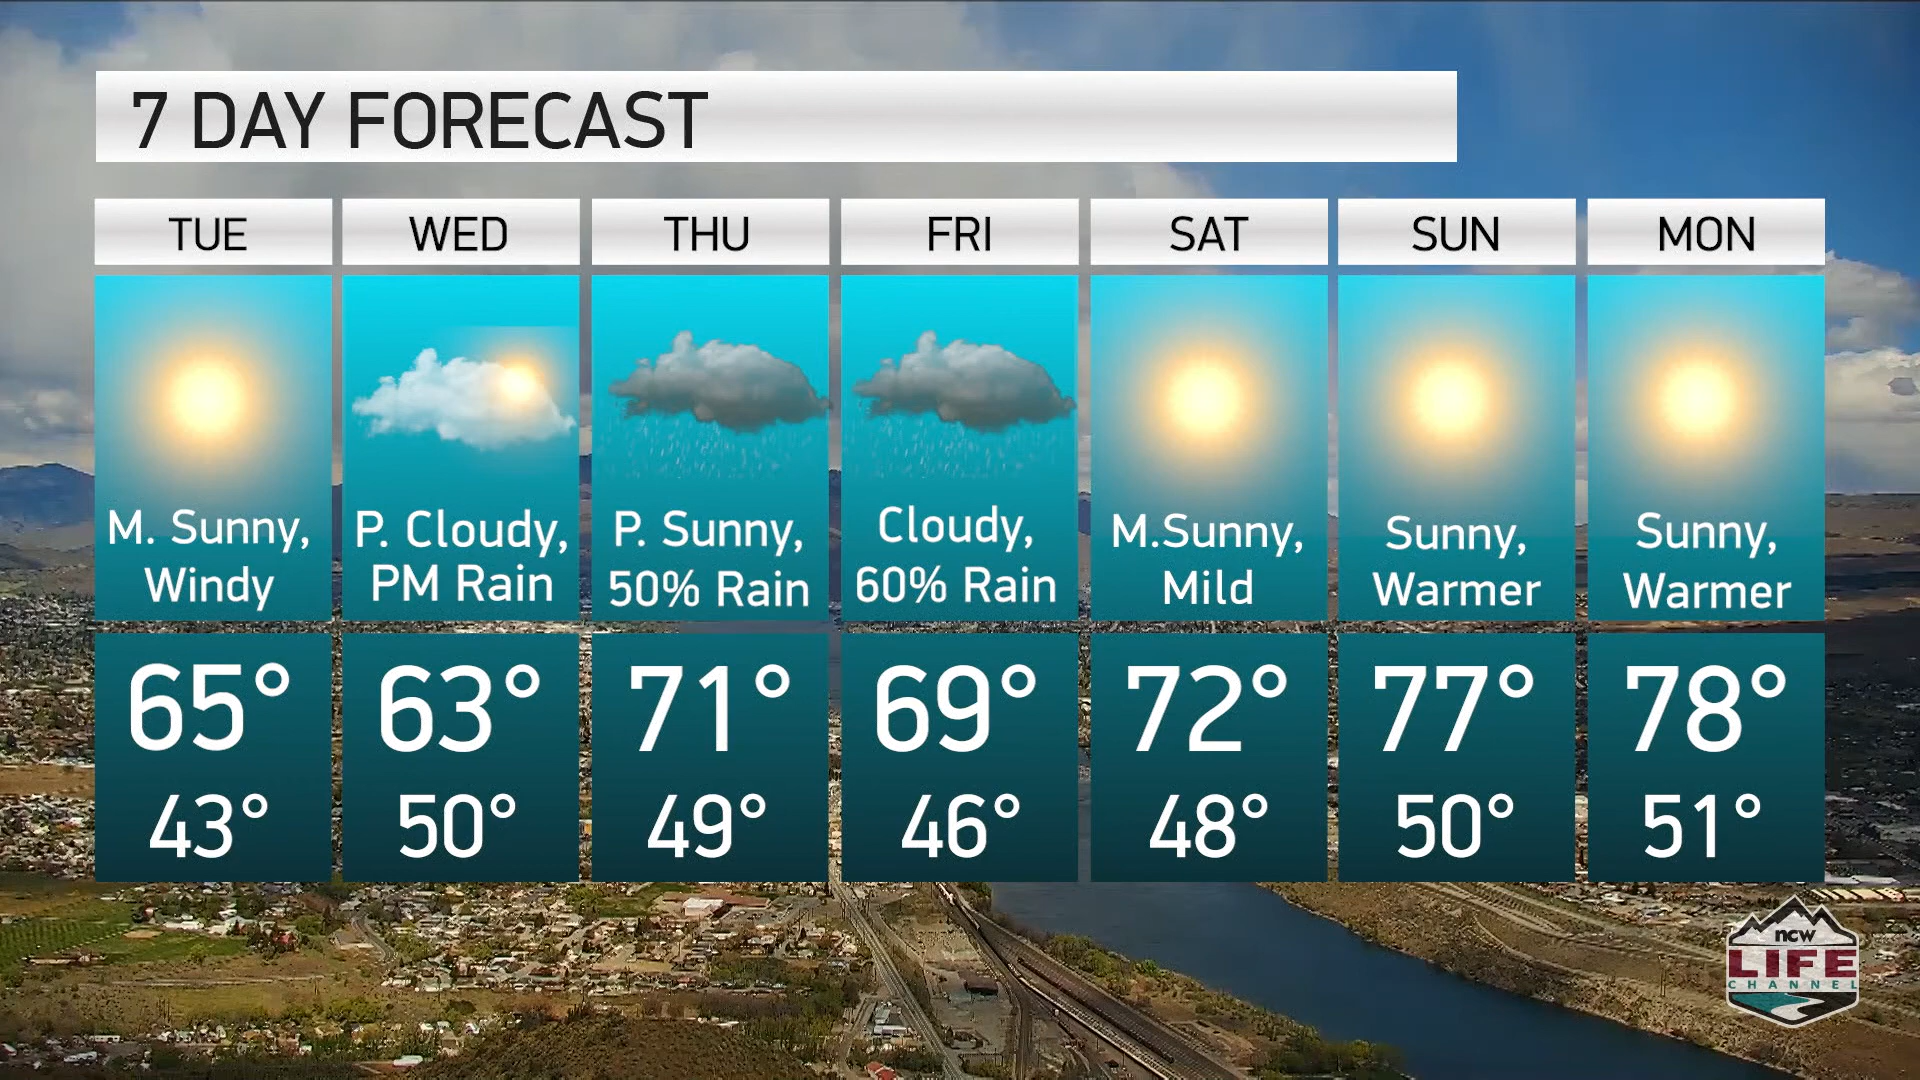 7 DAY FORECAST
TUE
WED
THU
FRI
SAT
SUN
MON
M. Sunny,
Windy
P. Cloudy,
PM Rain
P. Sunny,
50% Rain
Cloudy,
60% Rain
M.Sunny,
Mild
Sunny,
Warmer
Sunny,
Warmer
65°
63°
71°
69°
72°
77°
78°
43°
50°
49°
46°
48°
50°
51°
ncw
LIFE
CHANNEL